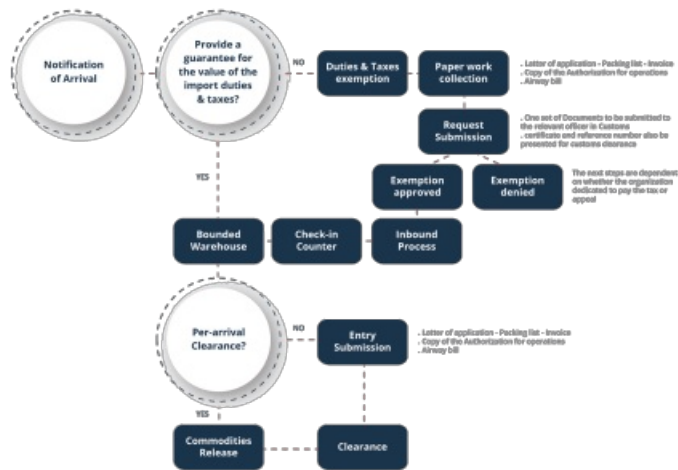 Notification
of Arrival
Provide a
guarantee for
the value of the
import duties
& taxes?
NO
Duties & Taxes
exemption
Paper work
collection
. Letter of application - Packing list - Invoice
. Copy of the Authorization for operations
. Airway bill
Request
Submission
. One set of Documents to be submitted to
the relevant officer in Customs
. certificate and reference number also be
presented for customs clearance
YES
Exemption
approved
Exemption
denied
The next steps are dependent
on whether the organization
dedicated to pay the tax or
appeal
Bounded
Warehouse
Check-in
Counter
Inbound
Process
Per-arrival
Clearance?
NO
Entry
Submission
. Letter of application - Packing list - Invoice
. Copy of the Authorization for operations
. Airway bill
YES
Commodities
Release
Clearance